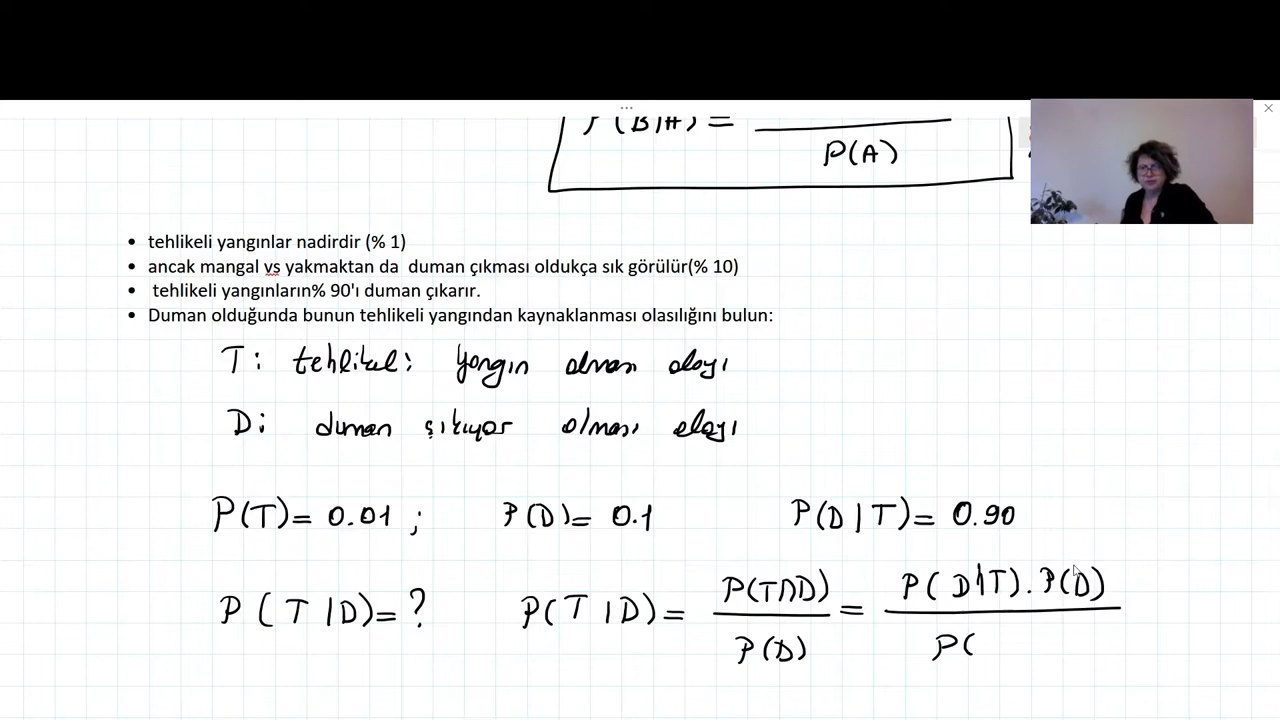 P(B|A) =
P(A)
• tehlikeli yangınlar nadirdir (% 1)
• ancak mangal vs yakmaktan da duman çıkması oldukça sık görülür(% 10)
• tehlikeli yangınların% 90'ı duman çıkarır.
• Duman olduğunda bunun tehlikeli yangından kaynaklanması olasılığını bulun:
T: tehlikeli yangın olması olayı
D: duman çıkıyor olması olayı
P(T)= 0.01 ; P(D)= 0.1 P(D|T)= 0.90
P(T|D)=? P(T|D)= P(T∩D) / P(D) = P(D|T).P(D) / P(